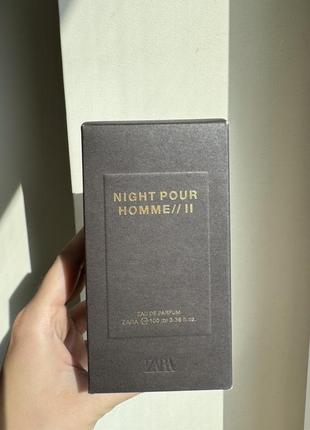 NIGHT POUR
HOMME// II
EAU DE PARFUM
ZARA ℮ 100 ml 3.38 fl. oz.
ZARA